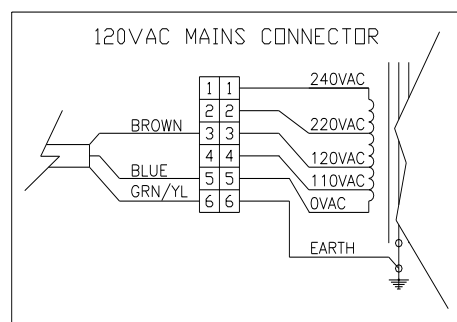 120VAC MAINS CONNECTOR
240VAC
1 1
2 2
220VAC
BROWN
3 3
120VAC
4 4
110VAC
BLUE
5 5
0VAC
GRN/YL
6 6
EARTH